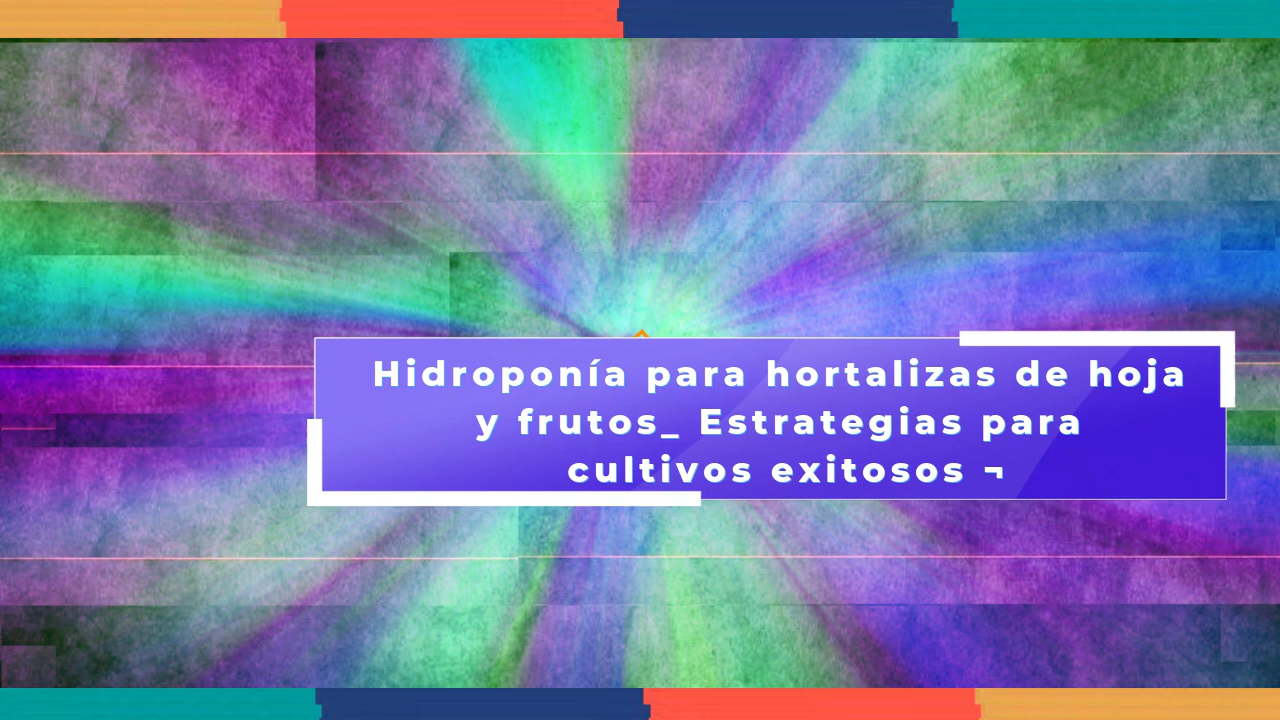 Hidroponía para hortalizas de hoja
y frutos_ Estrategias para
cultivos exitosos ¬